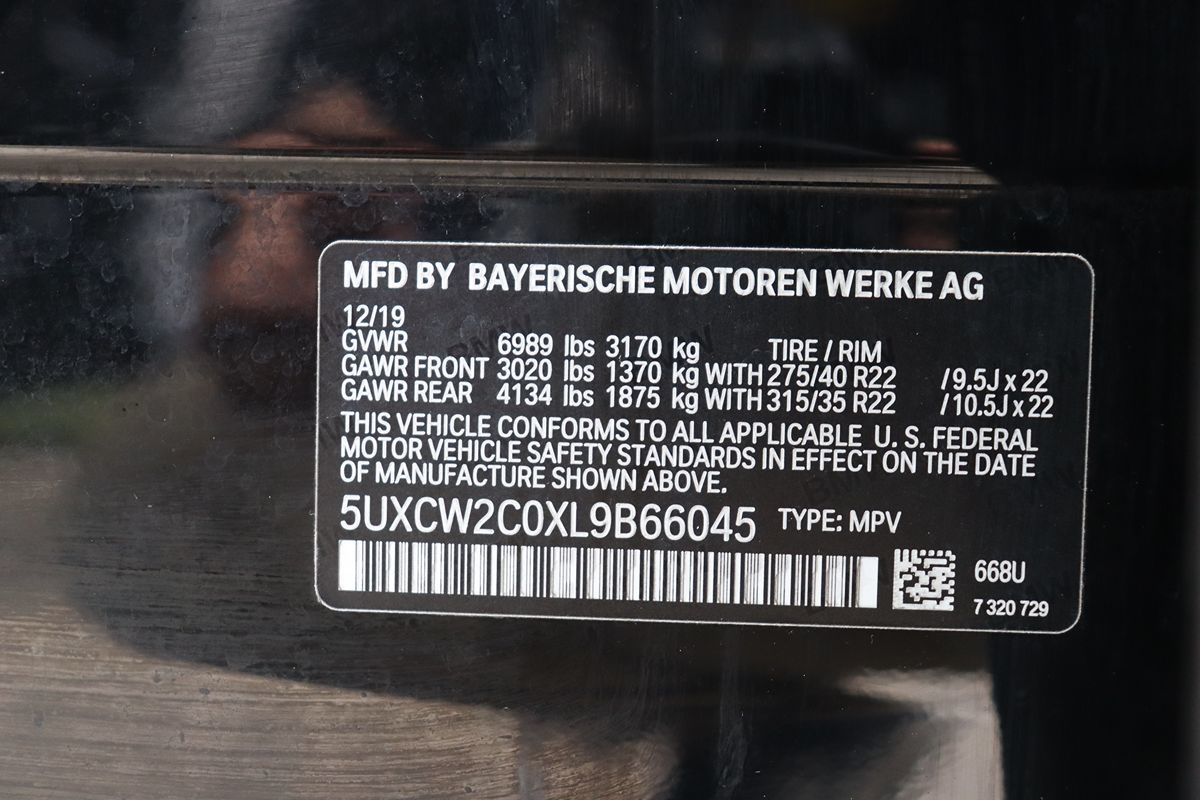 MFD BY BAYERISCHE MOTOREN WERKE AG
12/19
GVWR 6989 lbs 3170 kg TIRE / RIM
GAWR FRONT 3020 lbs 1370 kg WITH 275/40 R22 / 9.5J x 22
GAWR REAR 4134 lbs 1875 kg WITH 315/35 R22 / 10.5J x 22
THIS VEHICLE CONFORMS TO ALL APPLICABLE U. S. FEDERAL
MOTOR VEHICLE SAFETY STANDARDS IN EFFECT ON THE DATE
OF MANUFACTURE SHOWN ABOVE.
5UXCW2C0XL9B66045 TYPE: MPV
668U
7 320 729